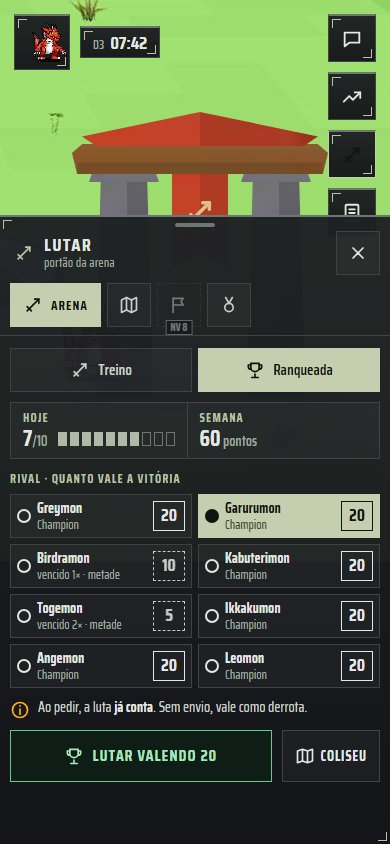 D3 07:42
LUTAR
portão da arena
ARENA
NV 8
Treino
Ranqueada
HOJE
7/10
SEMANA
60 pontos
RIVAL · QUANTO VALE A VITÓRIA
Greymon
Champion
20
Garurumon
Champion
20
Birdramon
vencido 1× · metade
10
Kabuterimon
Champion
20
Togemon
vencido 2× · metade
5
Ikkakumon
Champion
20
Angemon
Champion
20
Leomon
Champion
20
Ao pedir, a luta já conta. Sem envio, vale como derrota.
LUTAR VALENDO 20
COLISEU